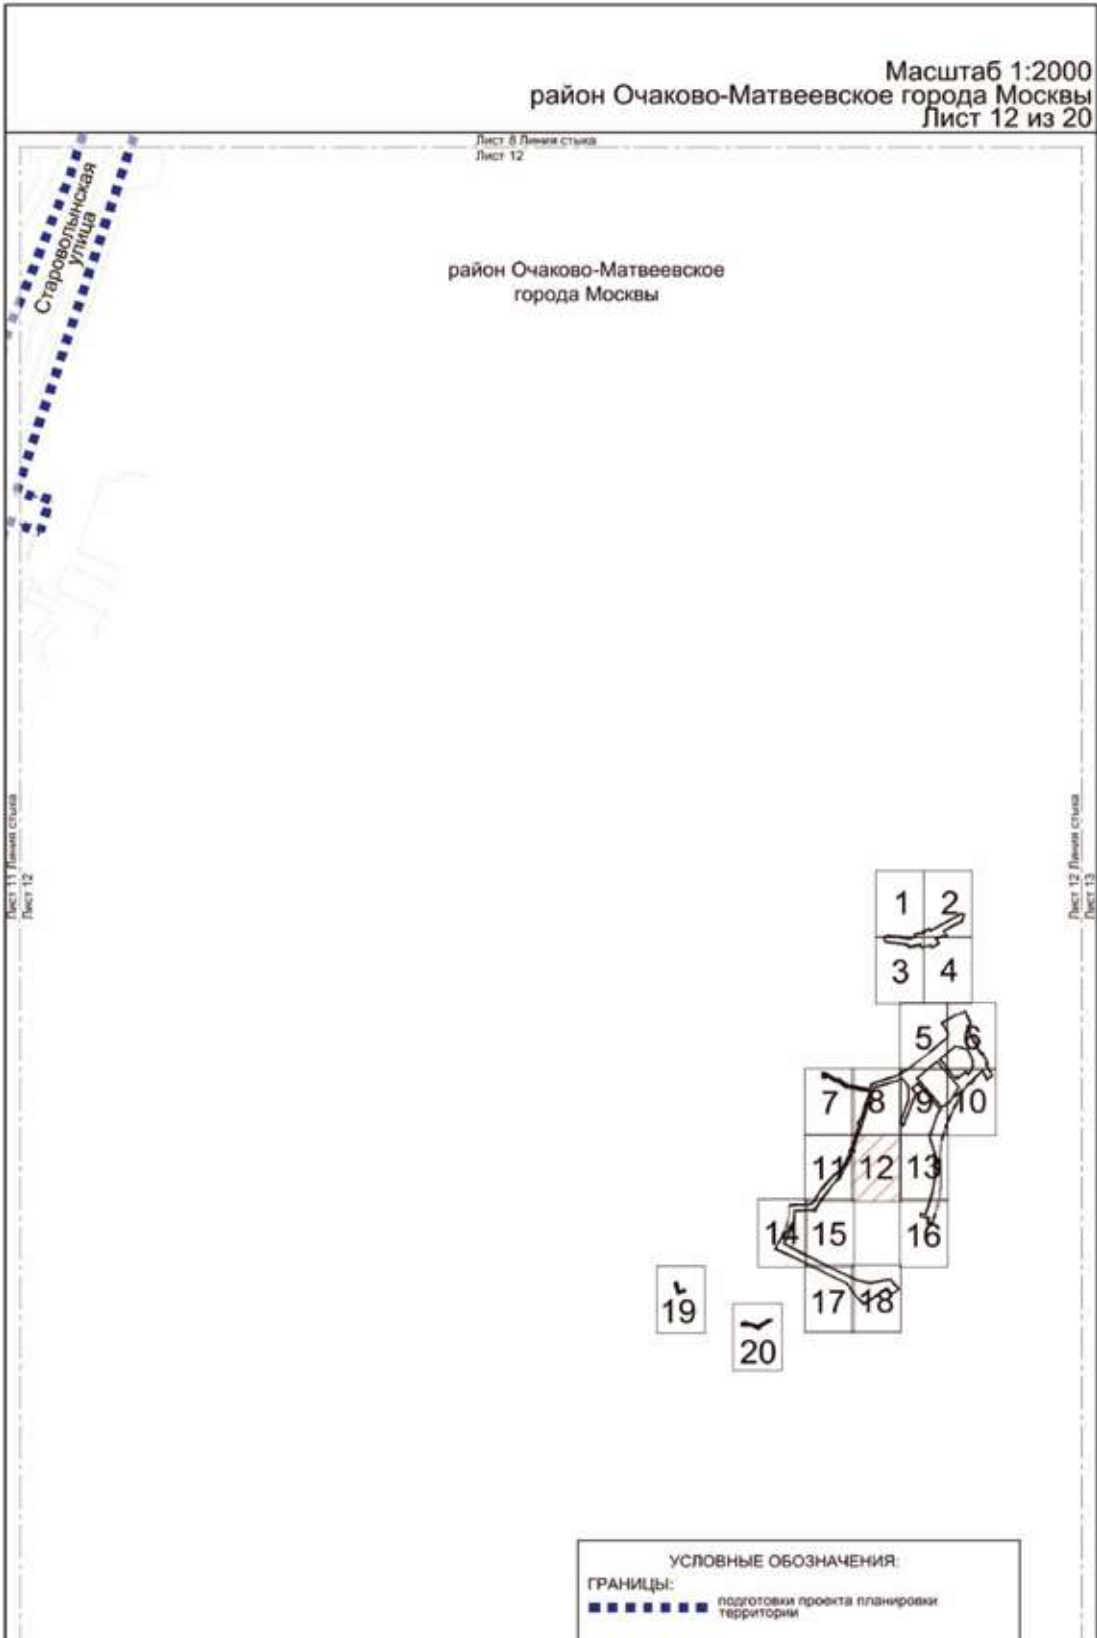 Масштаб 1:2000
район Очаково-Матвеевское города Москвы
Лист 12 из 20
Лист 8 Линия стыка
Лист 12
Староволынская
улица
район Очаково-Матвеевское
города Москвы
Лист 11 Линия стыка
Лист 12
Лист 12 Линия стыка
Лист 13
1 2
3 4
5 6
7 8 9 10
11 12 13
14 15 16
17 18
19
20
УСЛОВНЫЕ ОБОЗНАЧЕНИЯ:
ГРАНИЦЫ:
подготовки проекта планировки
территории